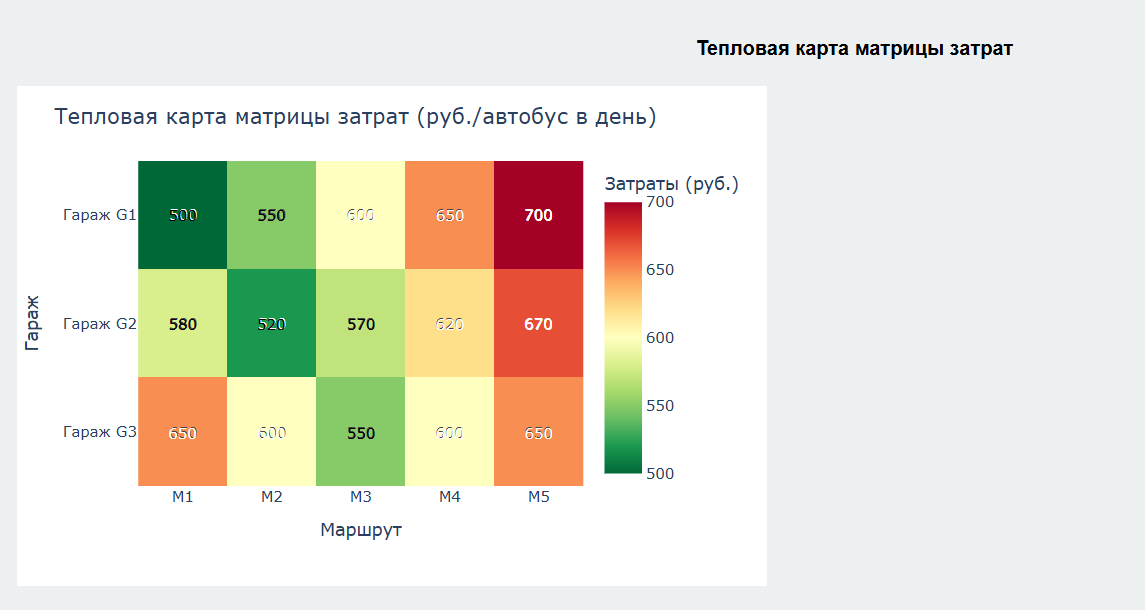 Тепловая карта матрицы затрат
Тепловая карта матрицы затрат (руб./автобус в день)
Затраты (руб.)
700
650
600
550
500
Гараж
Гараж G1 500 550 600 650 700
Гараж G2 580 520 570 620 670
Гараж G3 650 600 550 600 650
M1 M2 M3 M4 M5
Маршрут